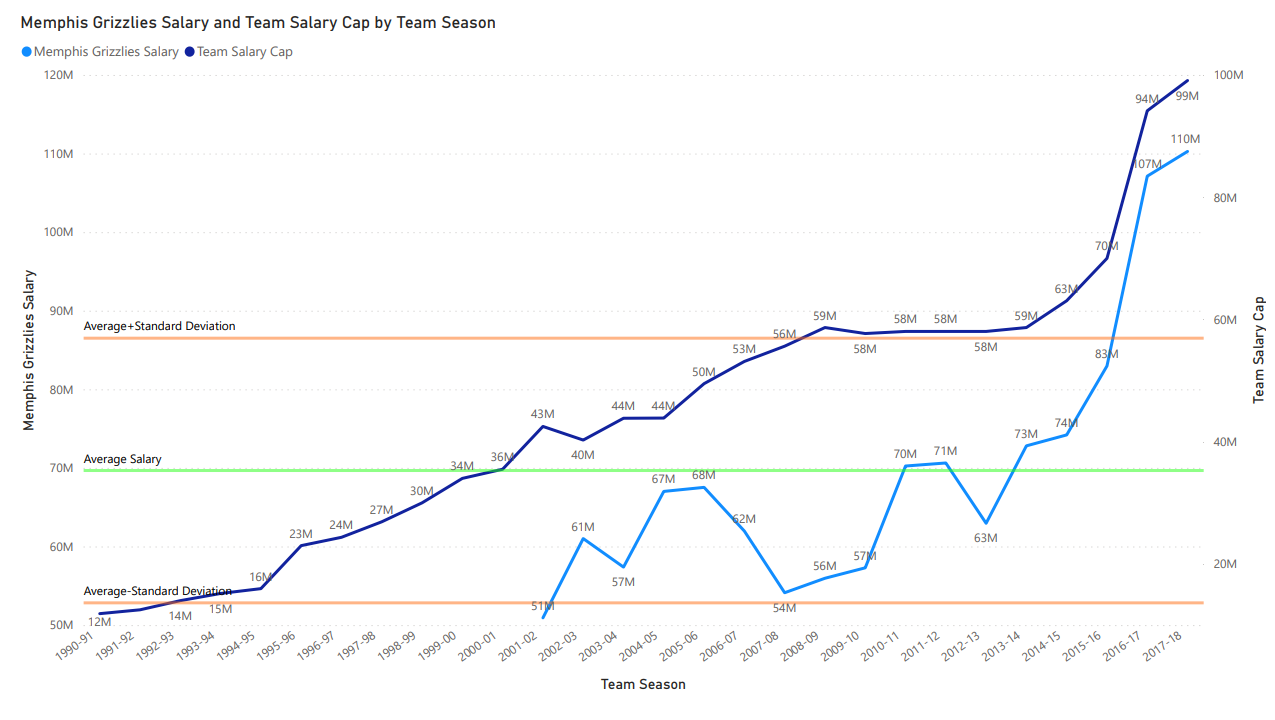 Memphis Grizzlies Salary and Team Salary Cap by Team Season
Memphis Grizzlies Salary Team Salary Cap
120M
110M
100M
90M
80M
70M
60M
50M
Memphis Grizzlies Salary
100M
80M
60M
40M
20M
Team Salary Cap
Average+Standard Deviation
Average Salary
Average-Standard Deviation
12M
14M
15M
16M
23M
24M
27M
30M
34M
36M
43M
40M
44M
44M
50M
53M
56M
59M
58M
58M
58M
58M
59M
63M
70M
94M
99M
51M
61M
57M
67M
68M
62M
54M
56M
57M
70M
71M
63M
73M
74M
83M
107M
110M
1990-91
1991-92
1992-93
1993-94
1994-95
1995-96
1996-97
1997-98
1998-99
1999-00
2000-01
2001-02
2002-03
2003-04
2004-05
2005-06
2006-07
2007-08
2008-09
2009-10
2010-11
2011-12
2012-13
2013-14
2014-15
2015-16
2016-17
2017-18
Team Season